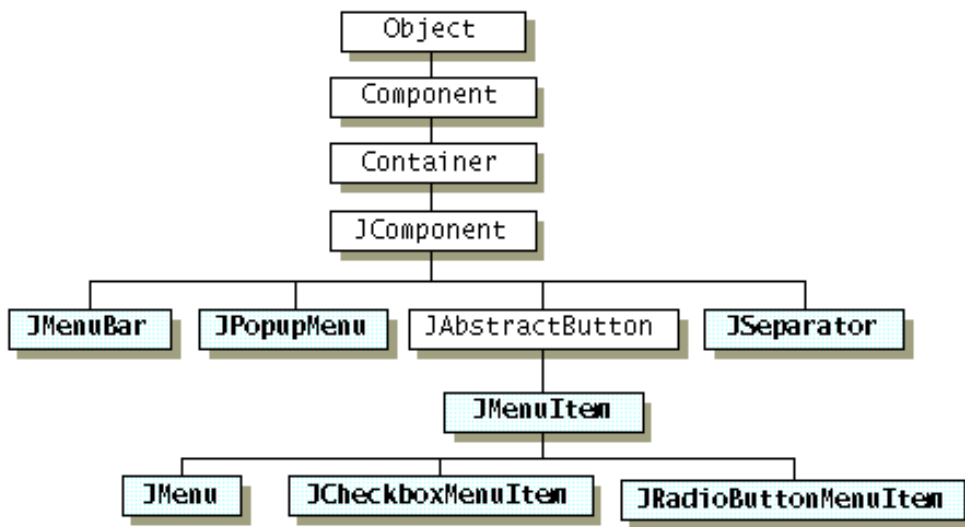 Object
Component
Container
JComponent
JMenuBar
JPopupMenu
JAbstractButton
JSeparator
JMenuItem
JMenu
JCheckboxMenuItem
JRadioButtonMenuItem